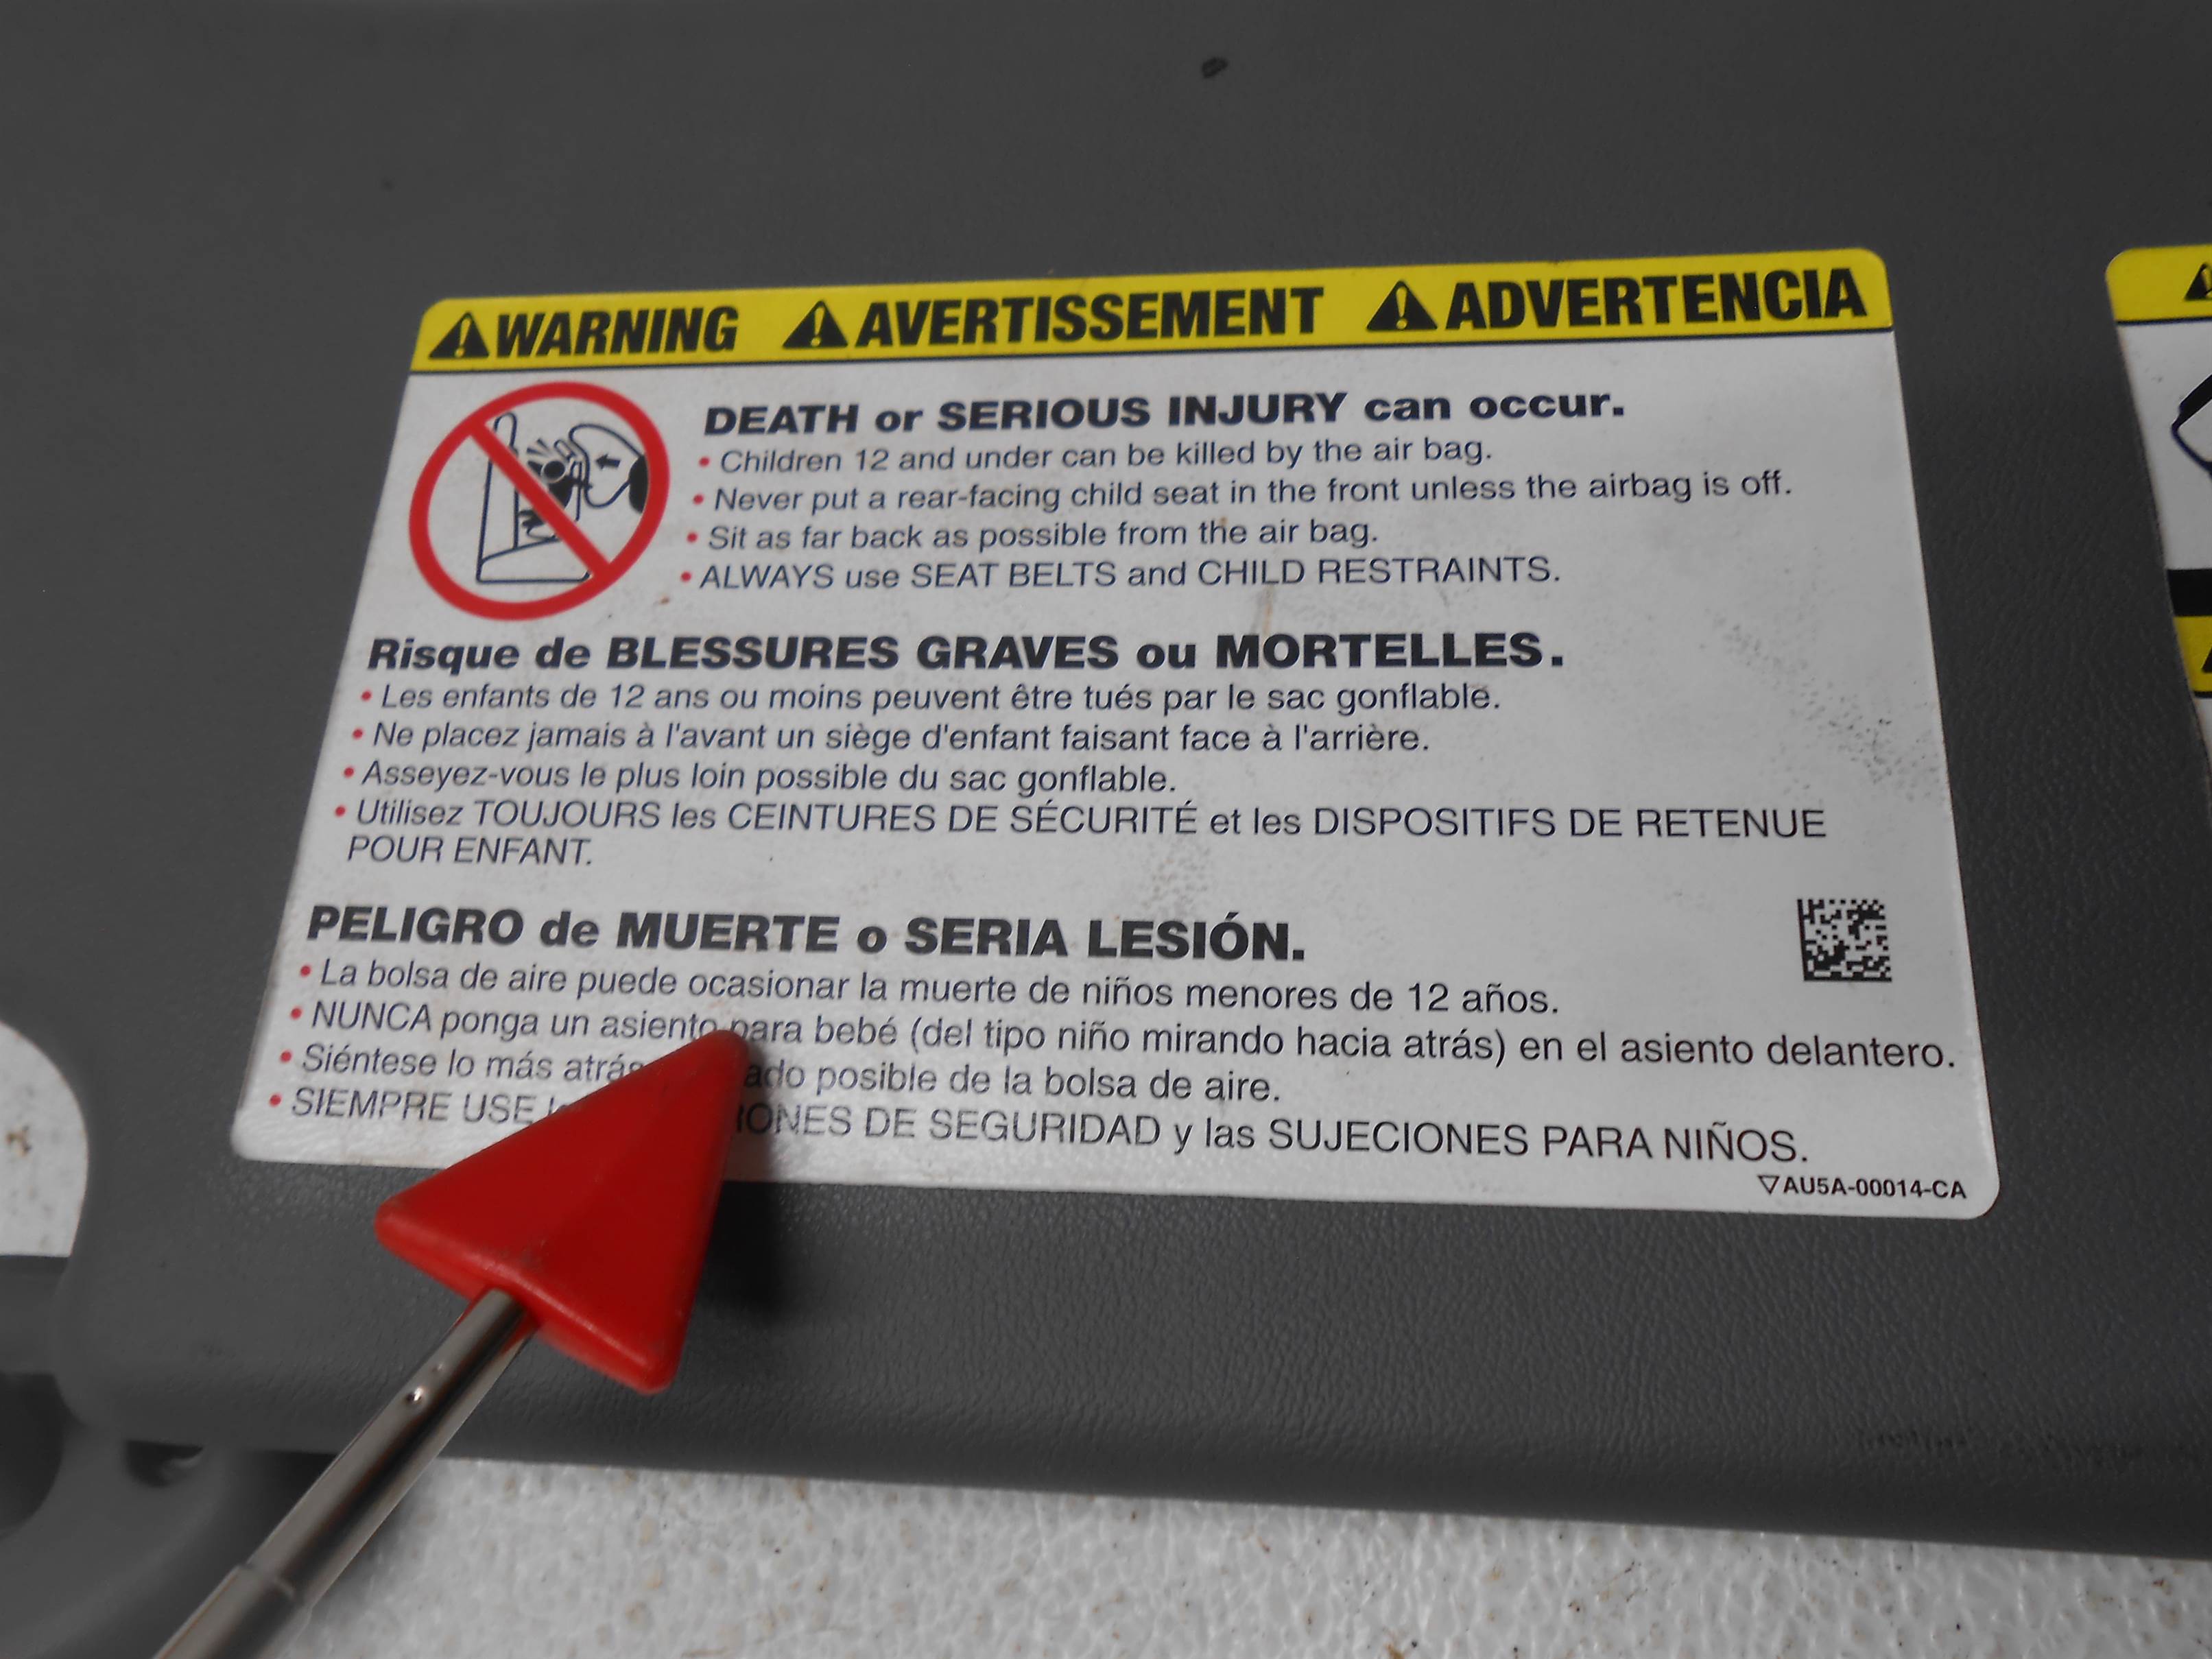 WARNING AVERTISSEMENT ADVERTENCIA
DEATH or SERIOUS INJURY can occur.
• Children 12 and under can be killed by the air bag.
• Never put a rear-facing child seat in the front unless the airbag is off.
• Sit as far back as possible from the air bag.
• ALWAYS use SEAT BELTS and CHILD RESTRAINTS.
Risque de BLESSURES GRAVES ou MORTELLES.
• Les enfants de 12 ans ou moins peuvent être tués par le sac gonflable.
• Ne placez jamais à l'avant un siège d'enfant faisant face à l'arrière.
• Asseyez-vous le plus loin possible du sac gonflable.
• Utilisez TOUJOURS les CEINTURES DE SÉCURITÉ et les DISPOSITIFS DE RETENUE
POUR ENFANT.
PELIGRO de MUERTE o SERIA LESIÓN.
• La bolsa de aire puede ocasionar la muerte de niños menores de 12 años.
• NUNCA ponga un asiento para bebé (del tipo niño mirando hacia atrás) en el asiento delantero.
• Siéntese lo más atrás posible de la bolsa de aire.
• SIEMPRE USE DE SEGURIDAD y las SUJECIONES PARA NIÑOS.
AU5A-00014-CA